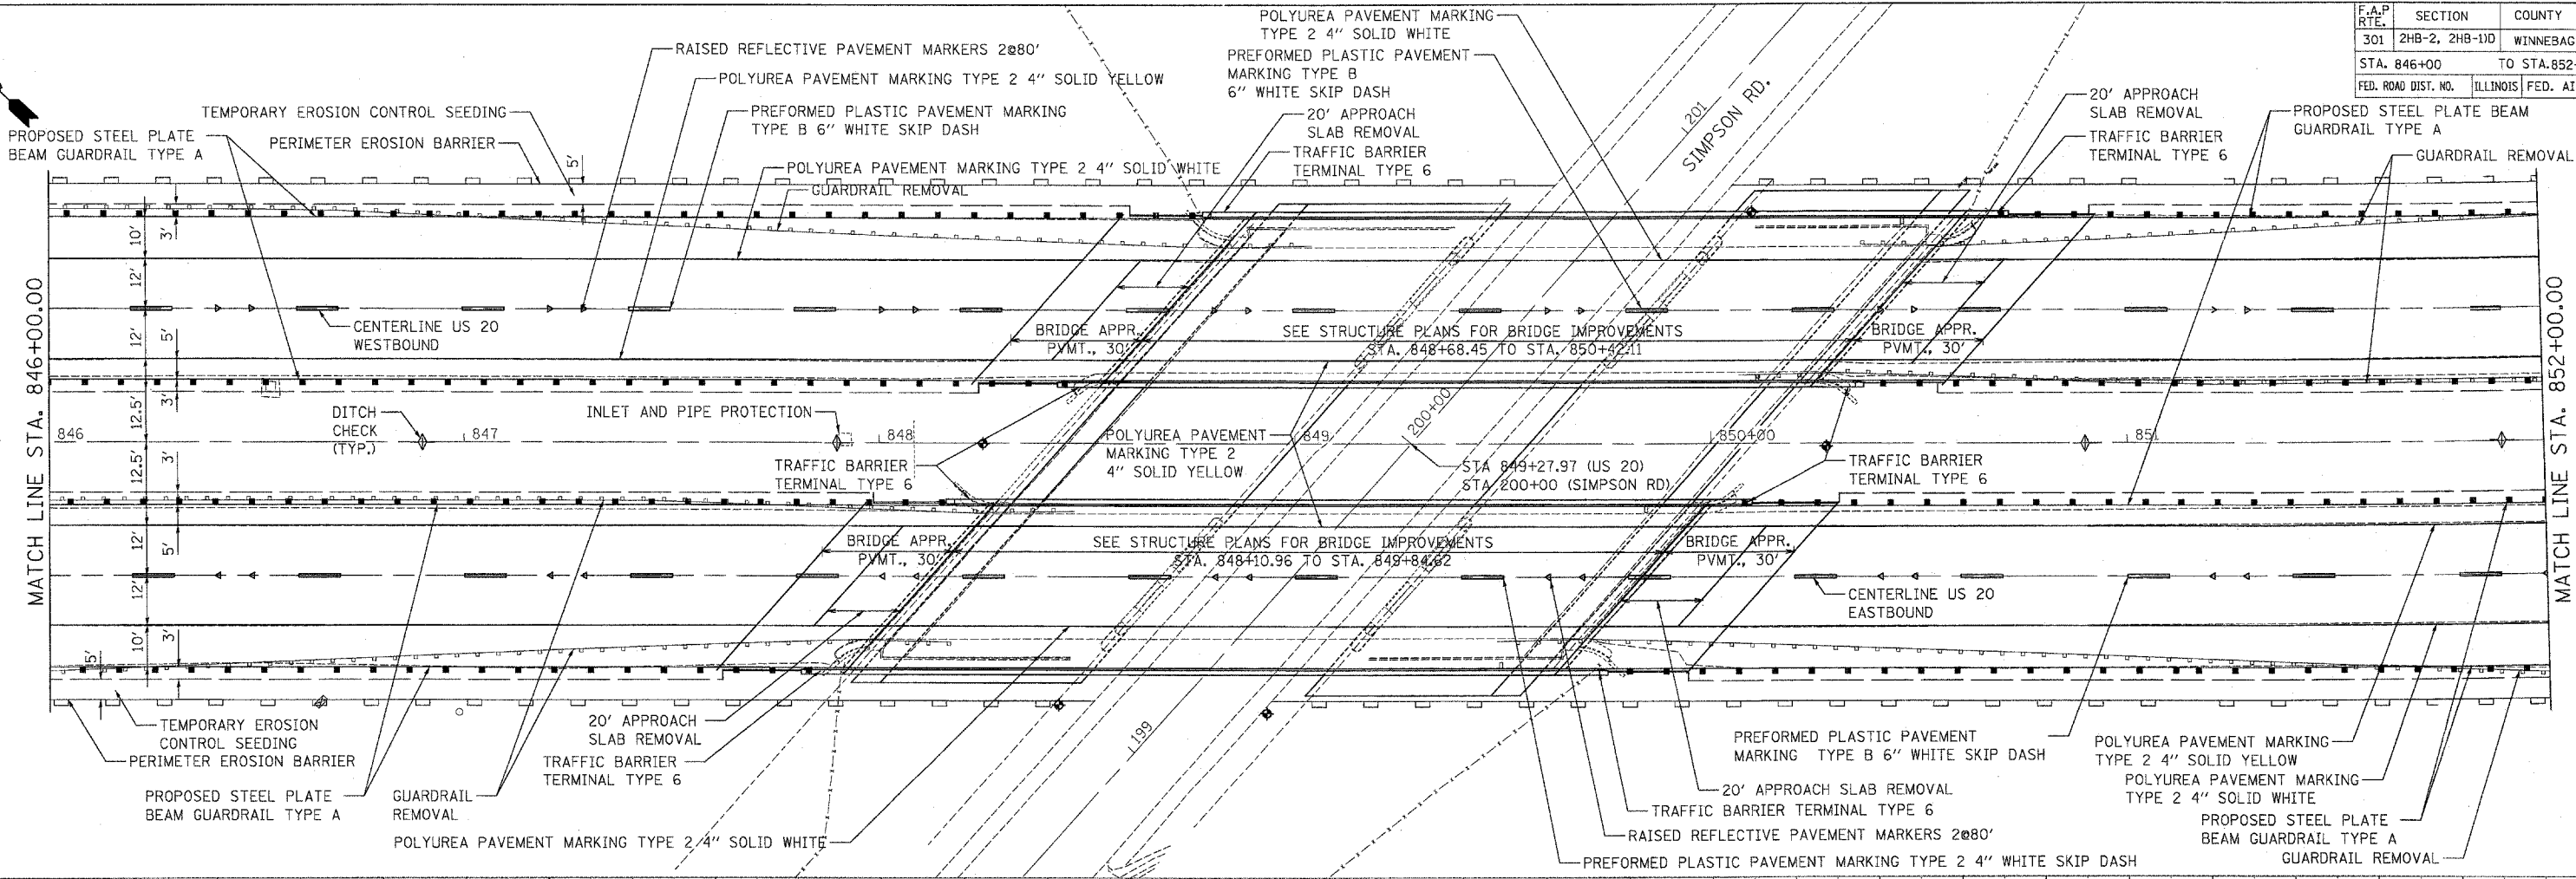 F.A.P
RTE.
SECTION
COUNTY
301
2HB-2, 2HB-1)D
WINNEBAG
STA. 846+00
TO STA.852+
FED. ROAD DIST. NO.
ILLINOIS
FED. AI
POLYUREA PAVEMENT MARKING
TYPE 2 4" SOLID WHITE
PREFORMED PLASTIC PAVEMENT
MARKING TYPE B
6" WHITE SKIP DASH
RAISED REFLECTIVE PAVEMENT MARKERS 2@80'
POLYUREA PAVEMENT MARKING TYPE 2 4" SOLID YELLOW
TEMPORARY EROSION CONTROL SEEDING
PREFORMED PLASTIC PAVEMENT MARKING
TYPE B 6" WHITE SKIP DASH
PROPOSED STEEL PLATE
BEAM GUARDRAIL TYPE A
PERIMETER EROSION BARRIER
5'
POLYUREA PAVEMENT MARKING TYPE 2 4" SOLID WHITE
GUARDRAIL REMOVAL
20' APPROACH
SLAB REMOVAL
TRAFFIC BARRIER
TERMINAL TYPE 6
201
SIMPSON RD.
20' APPROACH
SLAB REMOVAL
TRAFFIC BARRIER
TERMINAL TYPE 6
PROPOSED STEEL PLATE BEAM
GUARDRAIL TYPE A
GUARDRAIL REMOVAL
MATCH LINE STA. 846+00.00
10'
3'
12'
12'
5'
3'
12.5'
12.5'
3'
12'
5'
12'
10'
3'
5'
CENTERLINE US 20
WESTBOUND
BRIDGE APPR.
PVMT., 30'
SEE STRUCTURE PLANS FOR BRIDGE IMPROVEMENTS
STA. 848+68.45 TO STA. 850+42.11
BRIDGE APPR.
PVMT., 30'
MATCH LINE STA. 852+00.00
DITCH
CHECK
(TYP.)
INLET AND PIPE PROTECTION
846
847
848
849
850+00
851
200+00
TRAFFIC BARRIER
TERMINAL TYPE 6
POLYUREA PAVEMENT
MARKING TYPE 2
4" SOLID YELLOW
STA 849+27.97 (US 20)
STA 200+00 (SIMPSON RD)
TRAFFIC BARRIER
TERMINAL TYPE 6
BRIDGE APPR.
PVMT., 30'
SEE STRUCTURE PLANS FOR BRIDGE IMPROVEMENTS
STA. 848+10.96 TO STA. 849+84.62
BRIDGE APPR.
PVMT., 30'
CENTERLINE US 20
EASTBOUND
TEMPORARY EROSION
CONTROL SEEDING
PERIMETER EROSION BARRIER
20' APPROACH
SLAB REMOVAL
TRAFFIC BARRIER
TERMINAL TYPE 6
199
PROPOSED STEEL PLATE
BEAM GUARDRAIL TYPE A
GUARDRAIL
REMOVAL
POLYUREA PAVEMENT MARKING TYPE 2 4" SOLID WHITE
PREFORMED PLASTIC PAVEMENT
MARKING TYPE B 6" WHITE SKIP DASH
20' APPROACH SLAB REMOVAL
TRAFFIC BARRIER TERMINAL TYPE 6
RAISED REFLECTIVE PAVEMENT MARKERS 2@80'
PREFORMED PLASTIC PAVEMENT MARKING TYPE 2 4" WHITE SKIP DASH
POLYUREA PAVEMENT MARKING
TYPE 2 4" SOLID YELLOW
POLYUREA PAVEMENT MARKING
TYPE 2 4" SOLID WHITE
PROPOSED STEEL PLATE
BEAM GUARDRAIL TYPE A
GUARDRAIL REMOVAL